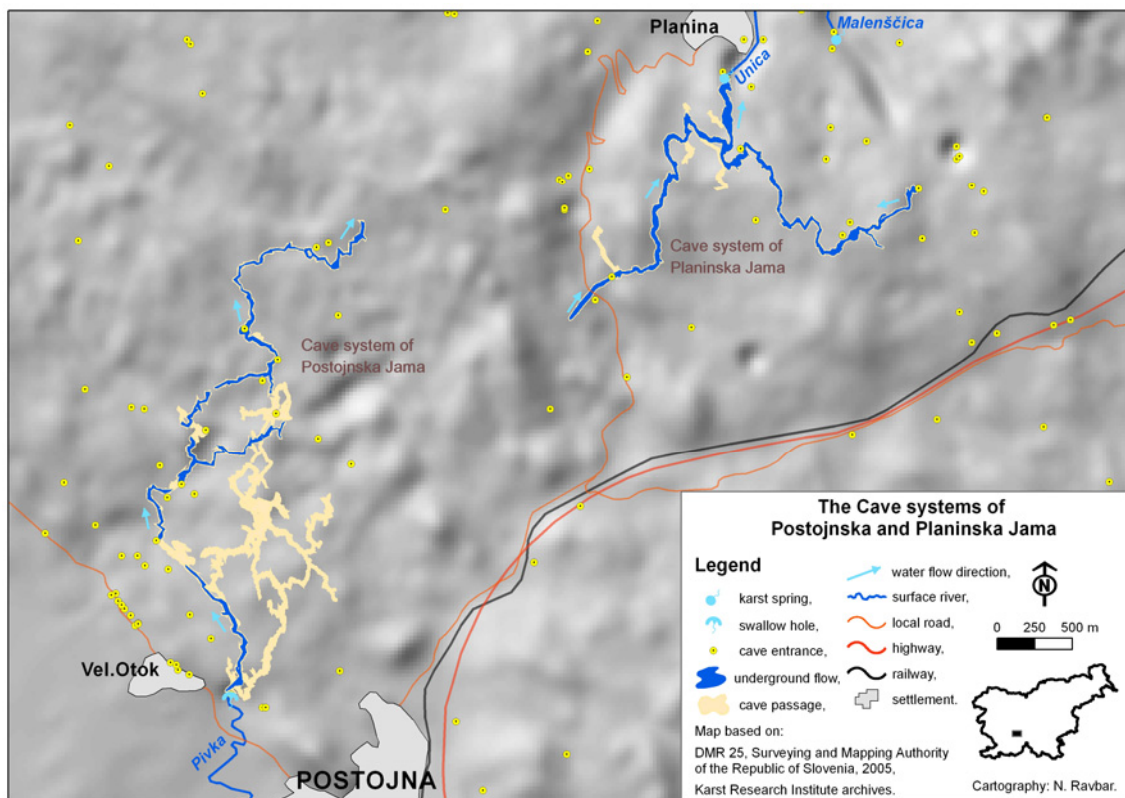 Planina
Malenščica
Unica
Cave system of
Planinska Jama
Cave system of
Postojnska Jama
Vel.Otok
Pivka
POSTOJNA
The Cave systems of
Postojnska and Planinska Jama
Legend
karst spring,
swallow hole,
cave entrance,
underground flow,
cave passage,
water flow direction,
surface river,
local road,
highway,
railway,
settlement.
N
0 250 500 m
Map based on:
DMR 25, Surveying and Mapping Authority
of the Republic of Slovenia, 2005,
Karst Research Institute archives.
Cartography: N. Ravbar.